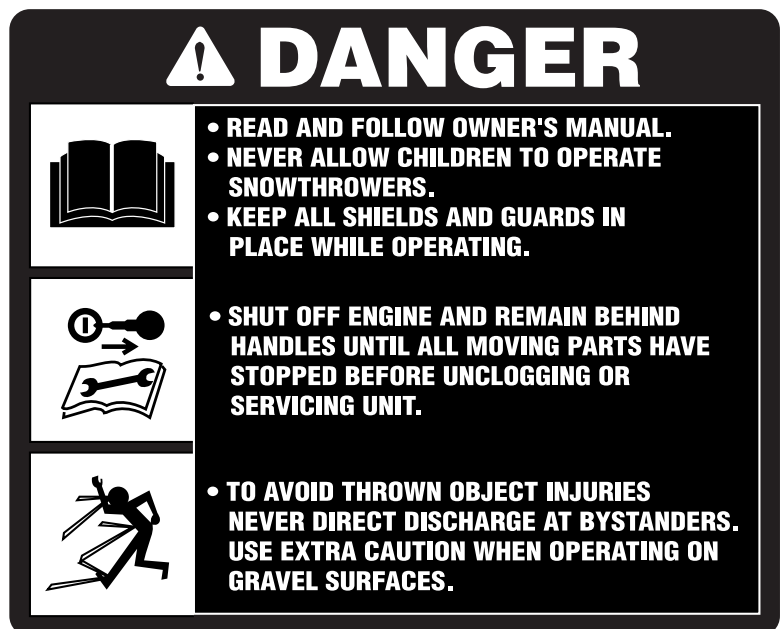 DANGER
• READ AND FOLLOW OWNER'S MANUAL.
• NEVER ALLOW CHILDREN TO OPERATE
SNOWTHROWERS.
• KEEP ALL SHIELDS AND GUARDS IN
PLACE WHILE OPERATING.
• SHUT OFF ENGINE AND REMAIN BEHIND
HANDLES UNTIL ALL MOVING PARTS HAVE
STOPPED BEFORE UNCLOGGING OR
SERVICING UNIT.
• TO AVOID THROWN OBJECT INJURIES
NEVER DIRECT DISCHARGE AT BYSTANDERS.
USE EXTRA CAUTION WHEN OPERATING ON
GRAVEL SURFACES.